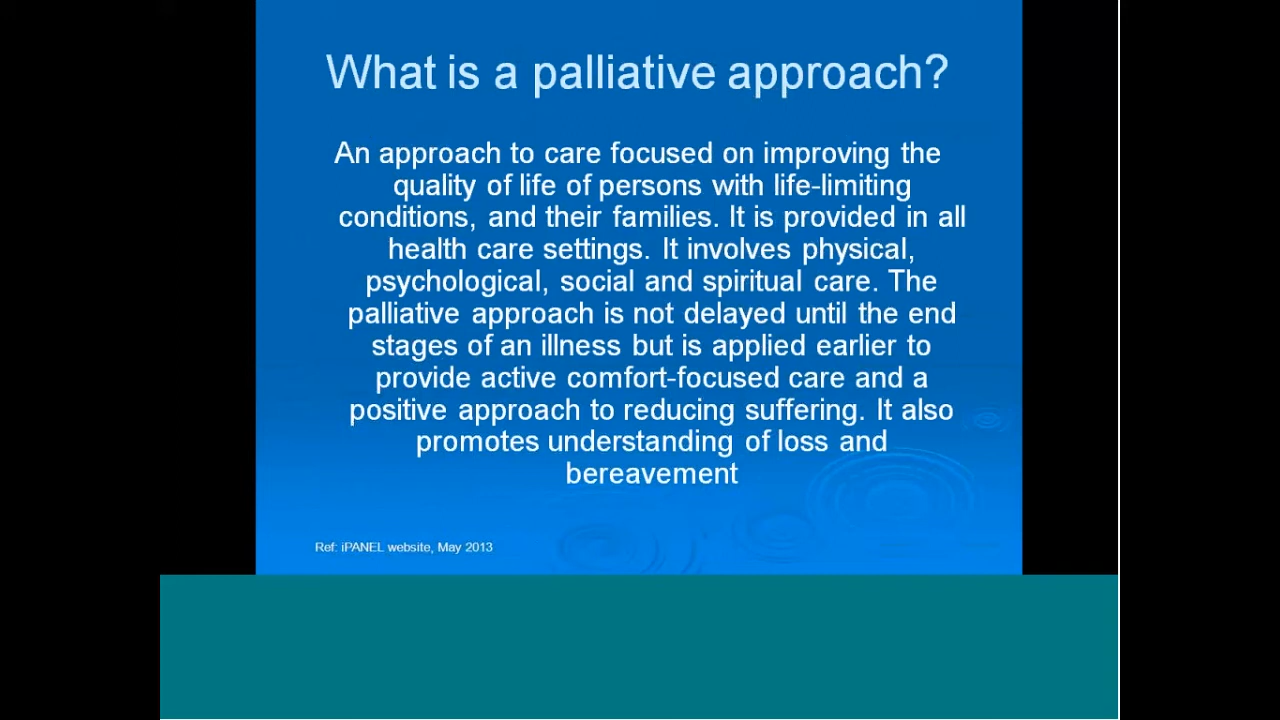 What is a palliative approach?
An approach to care focused on improving the
quality of life of persons with life-limiting
conditions, and their families. It is provided in all
health care settings. It involves physical,
psychological, social and spiritual care. The
palliative approach is not delayed until the end
stages of an illness but is applied earlier to
provide active comfort-focused care and a
positive approach to reducing suffering. It also
promotes understanding of loss and
bereavement
Ref: iPANEL website, May 2013